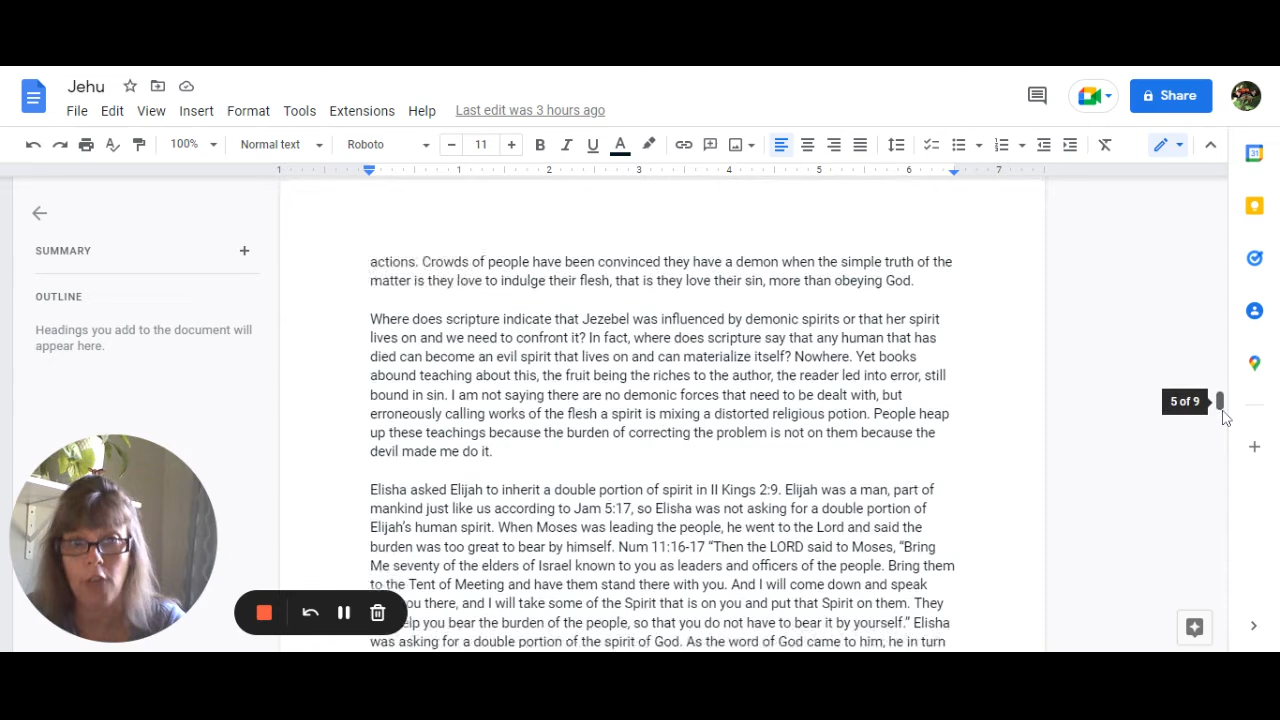 Jehu
File Edit View Insert Format Tools Extensions Help Last edit was 3 hours ago
Share
100% Normal text Roboto 11
1 1 2 3 4 5 6 7
SUMMARY
OUTLINE
Headings you add to the document will
appear here.
actions. Crowds of people have been convinced they have a demon when the simple truth of the
matter is they love to indulge their flesh, that is they love their sin, more than obeying God.
Where does scripture indicate that Jezebel was influenced by demonic spirits or that her spirit
lives on and we need to confront it? In fact, where does scripture say that any human that has
died can become an evil spirit that lives on and can materialize itself? Nowhere. Yet books
abound teaching about this, the fruit being the riches to the author, the reader led into error, still
bound in sin. I am not saying there are no demonic forces that need to be dealt with, but
erroneously calling works of the flesh a spirit is mixing a distorted religious potion. People heap
up these teachings because the burden of correcting the problem is not on them because the
devil made me do it.
Elisha asked Elijah to inherit a double portion of spirit in II Kings 2:9. Elijah was a man, part of
mankind just like us according to Jam 5:17, so Elisha was not asking for a double portion of
Elijah's human spirit. When Moses was leading the people, he went to the Lord and said the
burden was too great to bear by himself. Num 11:16-17 “Then the LORD said to Moses, “Bring
Me seventy of the elders of Israel known to you as leaders and officers of the people. Bring them
to the Tent of Meeting and have them stand there with you. And I will come down and speak
you there, and I will take some of the Spirit that is on you and put that Spirit on them. They
you bear the burden of the people, so that you do not have to bear it by yourself.” Elisha
was asking for a double portion of the spirit of God. As the word of God came to him, he in turn
5 of 9
31